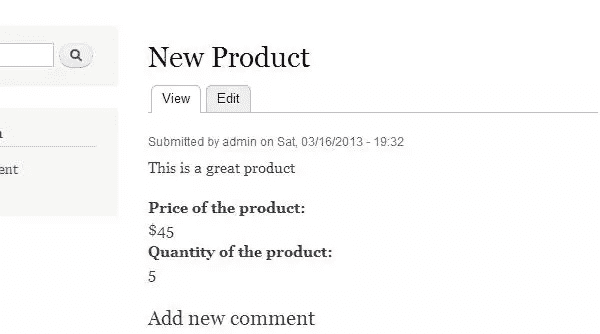 New Product
View Edit
Submitted by admin on Sat, 03/16/2013 - 19:32
This is a great product
ent
Price of the product:
$45
Quantity of the product:
5
Add new comment